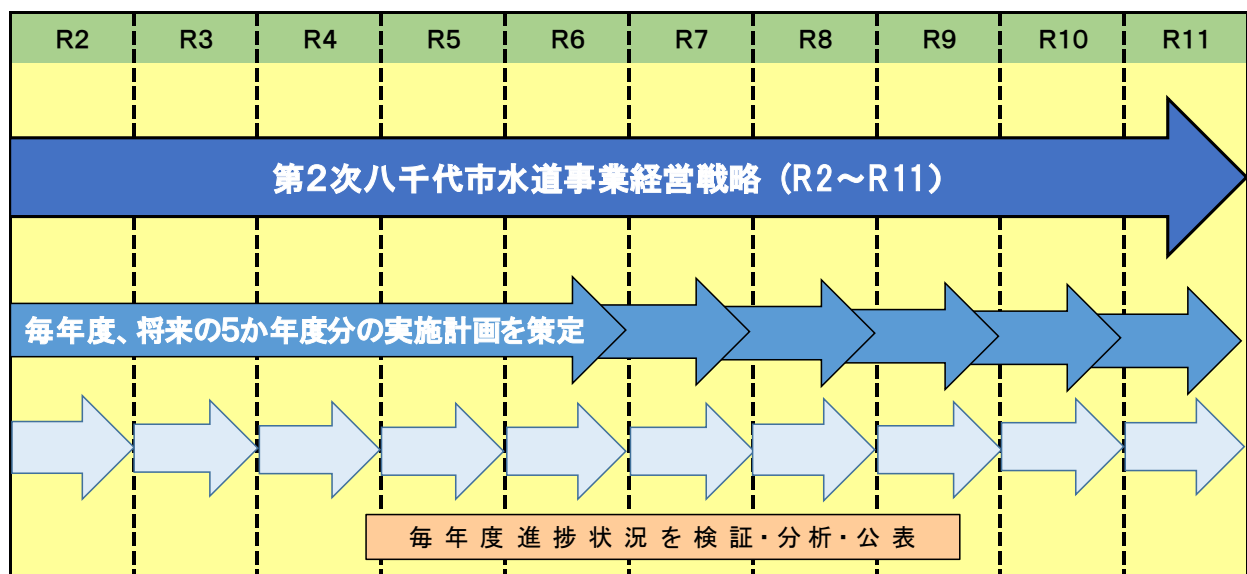 R2 R3 R4 R5 R6 R7 R8 R9 R10 R11
第2次八千代市水道事業経営戦略(R2～R11)
毎年度、将来の5か年度分の実施計画を策定
毎年度進捗状況を検証・分析・公表